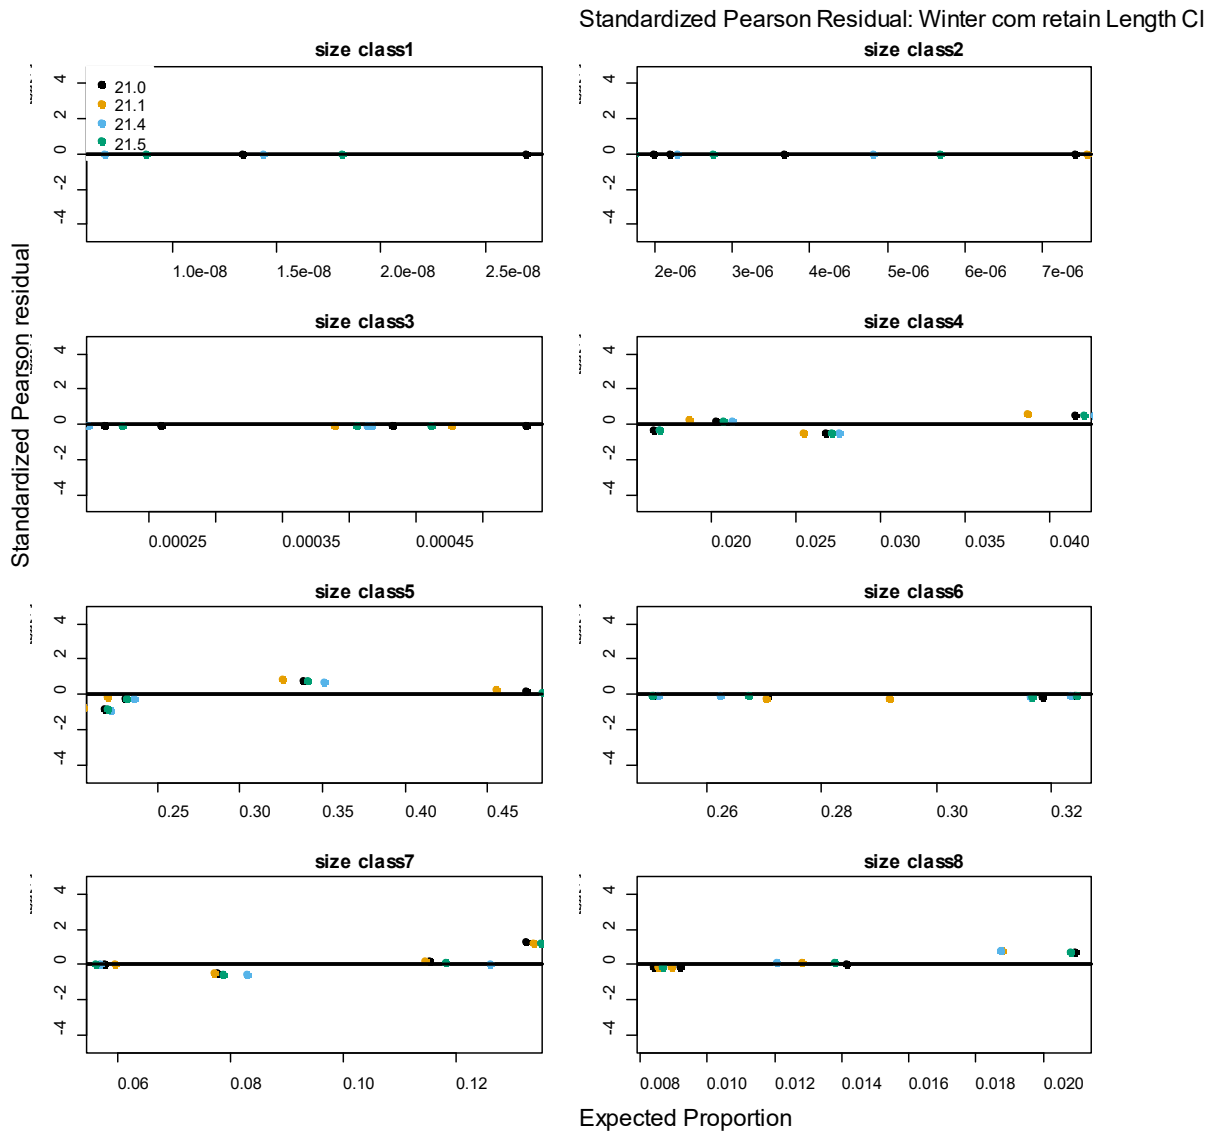 Standardized Pearson Residual: Winter com retain Length Cl
size class1
size class2
4
2
0
-2
-4
21.0
21.1
21.4
21.5
1.0e-08 1.5e-08 2.0e-08 2.5e-08
4
2
0
-2
-4
2e-06 3e-06 4e-06 5e-06 6e-06 7e-06
Standardized Pearson residual
size class3
size class4
4
2
0
-2
-4
0.00025 0.00035 0.00045
4
2
0
-2
-4
0.020 0.025 0.030 0.035 0.040
size class5
size class6
4
2
0
-2
-4
0.25 0.30 0.35 0.40 0.45
4
2
0
-2
-4
0.26 0.28 0.30 0.32
size class7
size class8
4
2
0
-2
-4
0.06 0.08 0.10 0.12
4
2
0
-2
-4
0.008 0.010 0.012 0.014 0.016 0.018 0.020
Expected Proportion